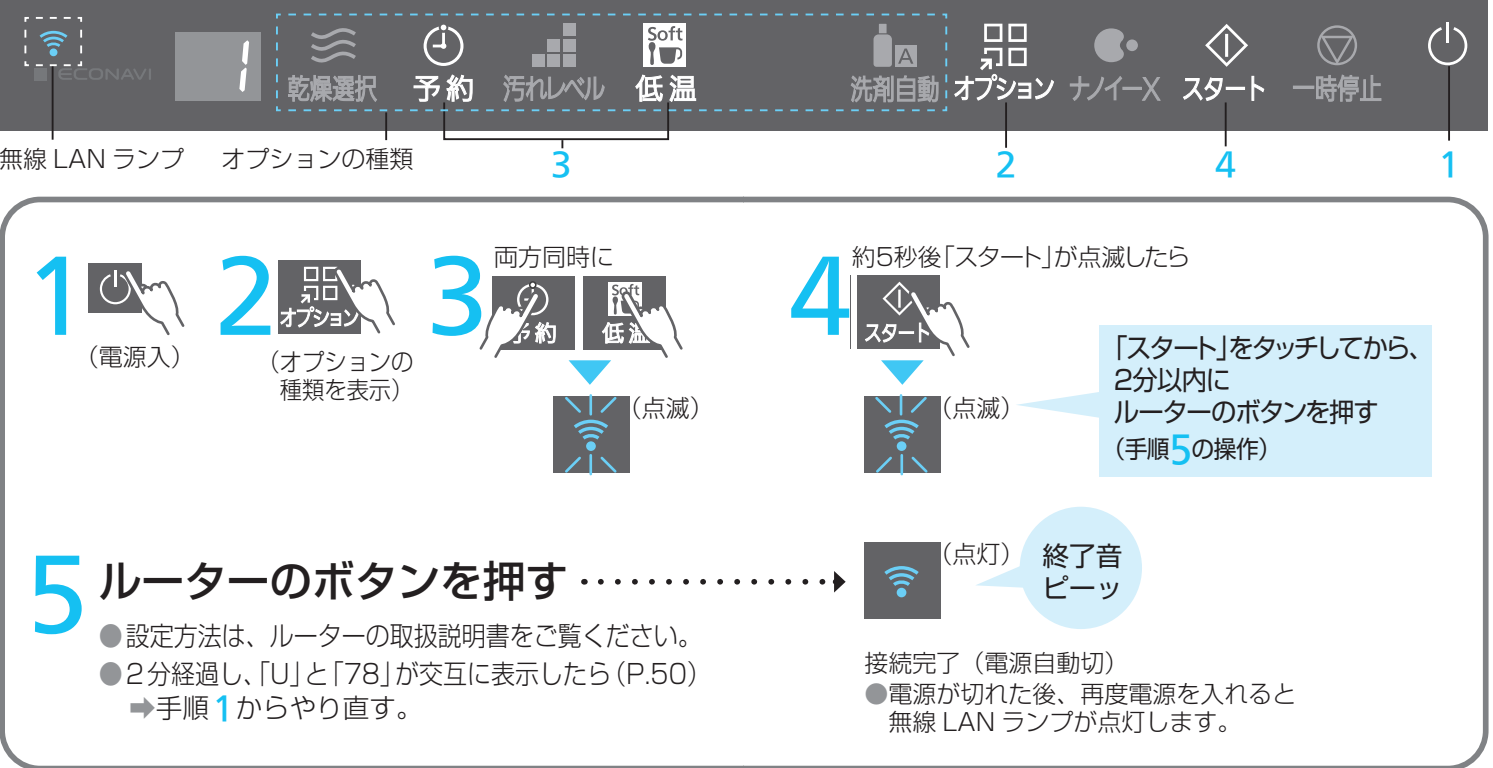 ECONAVI
1
乾燥選択
予約
汚れレベル
Soft
低温
A
洗剤自動
オプション
ナノイーX
スタート
一時停止
無線 LAN ランプ
オプションの種類
3
2
4
1
1
(電源入)
2
オプション
(オプションの
種類を表示)
3
両方同時に
予約
Soft
低温
(点滅)
4
約5秒後「スタート」が点滅したら
スタート
(点滅)
「スタート」をタッチしてから、
2分以内に
ルーターのボタンを押す
(手順5の操作)
5
ルーターのボタンを押す
●設定方法は、ルーターの取扱説明書をご覧ください。
●2分経過し、「U」と「78」が交互に表示したら(P.50)
➡手順1からやり直す。
(点灯)
終了音
ピーッ
接続完了(電源自動切)
●電源が切れた後、再度電源を入れると
無線 LAN ランプが点灯します。